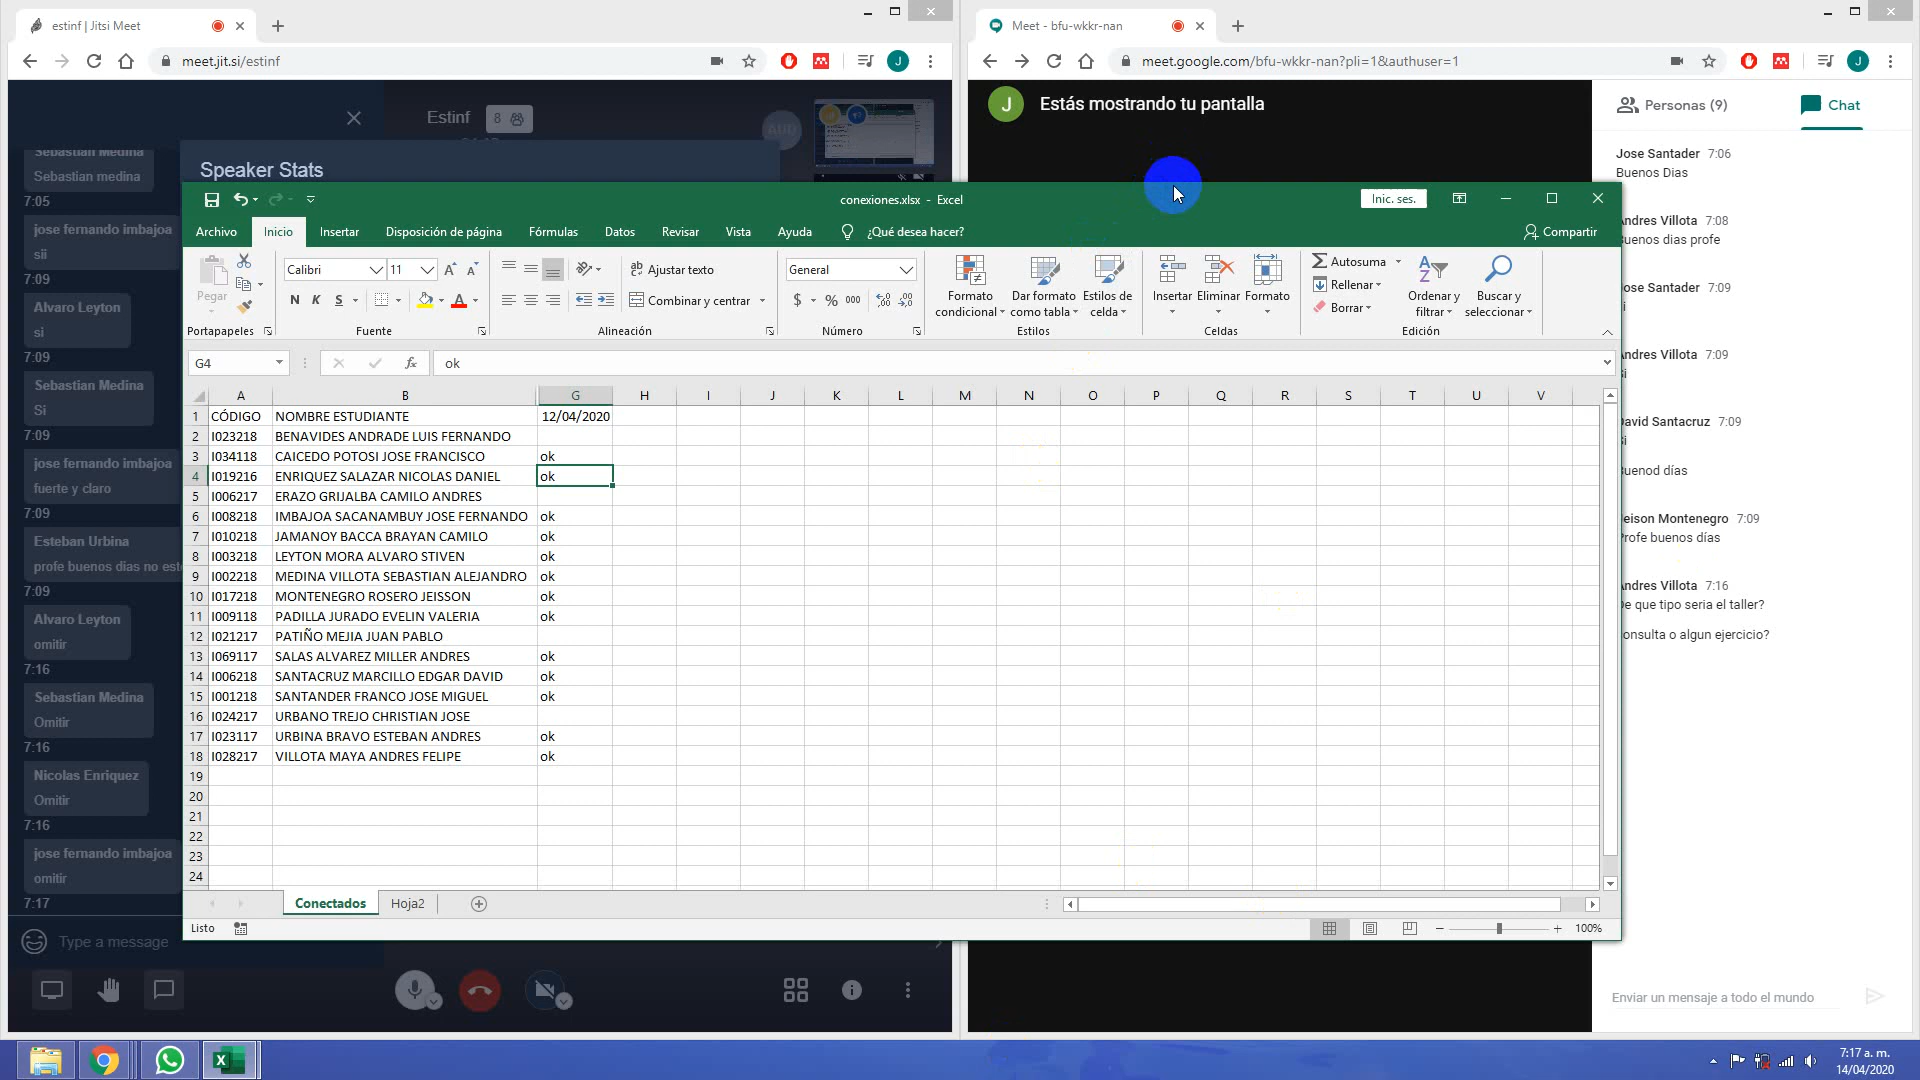 estinf | Jitsi Meet
Meet - bfu-wkkr-nan
meet.jit.si/estinf
meet.google.com/bfu-wkkr-nan?pli=1&authuser=1
J
J
Estinf
8
AUD
Speaker Stats
J
Estás mostrando tu pantalla
Personas (9)
Chat
Sebastian Medina
Sebastian medina
7:05
jose fernando imbajoa
sii
7:09
Alvaro Leyton
si
7:09
Sebastian Medina
Si
7:09
jose fernando imbajoa
fuerte y claro
7:09
Esteban Urbina
profe buenos dias no est
7:09
Alvaro Leyton
omitir
7:16
Sebastian Medina
Omitir
7:16
Nicolas Enriquez
Omitir
7:16
jose fernando imbajoa
omitir
7:17
Type a message
conexiones.xlsx - Excel
Inic. ses.
Archivo Inicio Insertar Disposición de página Fórmulas Datos Revisar Vista Ayuda ¿Qué desea hacer? Compartir
Pegar
Calibri 11
N K S
Ajustar texto
Combinar y centrar
General
$ % 000
Formato condicional
Dar formato como tabla
Estilos de celda
Insertar Eliminar Formato
Autosuma
Rellenar
Borrar
Ordenar y filtrar
Buscar y seleccionar
Portapapeles Fuente Alineación Número Estilos Celdas Edición
G4 fx ok
A B G H I J K L M N O P Q R S T U V
1 CÓDIGO NOMBRE ESTUDIANTE 12/04/2020
2 I023218 BENAVIDES ANDRADE LUIS FERNANDO
3 I034118 CAICEDO POTOSI JOSE FRANCISCO ok
4 I019216 ENRIQUEZ SALAZAR NICOLAS DANIEL ok
5 I006217 ERAZO GRIJALBA CAMILO ANDRES
6 I008218 IMBAJOA SACANAMBUY JOSE FERNANDO ok
7 I010218 JAMANOY BACCA BRAYAN CAMILO ok
8 I003218 LEYTON MORA ALVARO STIVEN ok
9 I002218 MEDINA VILLOTA SEBASTIAN ALEJANDRO ok
10 I017218 MONTENEGRO ROSERO JEISSON ok
11 I009118 PADILLA JURADO EVELIN VALERIA ok
12 I021217 PATIÑO MEJIA JUAN PABLO
13 I069117 SALAS ALVAREZ MILLER ANDRES ok
14 I006218 SANTACRUZ MARCILLO EDGAR DAVID ok
15 I001218 SANTANDER FRANCO JOSE MIGUEL ok
16 I024217 URBANO TREJO CHRISTIAN JOSE
17 I023117 URBINA BRAVO ESTEBAN ANDRES ok
18 I028217 VILLOTA MAYA ANDRES FELIPE ok
19
20
21
22
23
24
Conectados Hoja2
Listo
100%
Jose Santader 7:06
Buenos Dias
ndres Villota 7:08
uenos dias profe
ose Santader 7:09
i
ndres Villota 7:09
i
avid Santacruz 7:09
i
uenod días
eison Montenegro 7:09
rofe buenos días
ndres Villota 7:16
e que tipo seria el taller?
onsulta o algun ejercicio?
Enviar un mensaje a todo el mundo
7:17 a. m.
14/04/2020